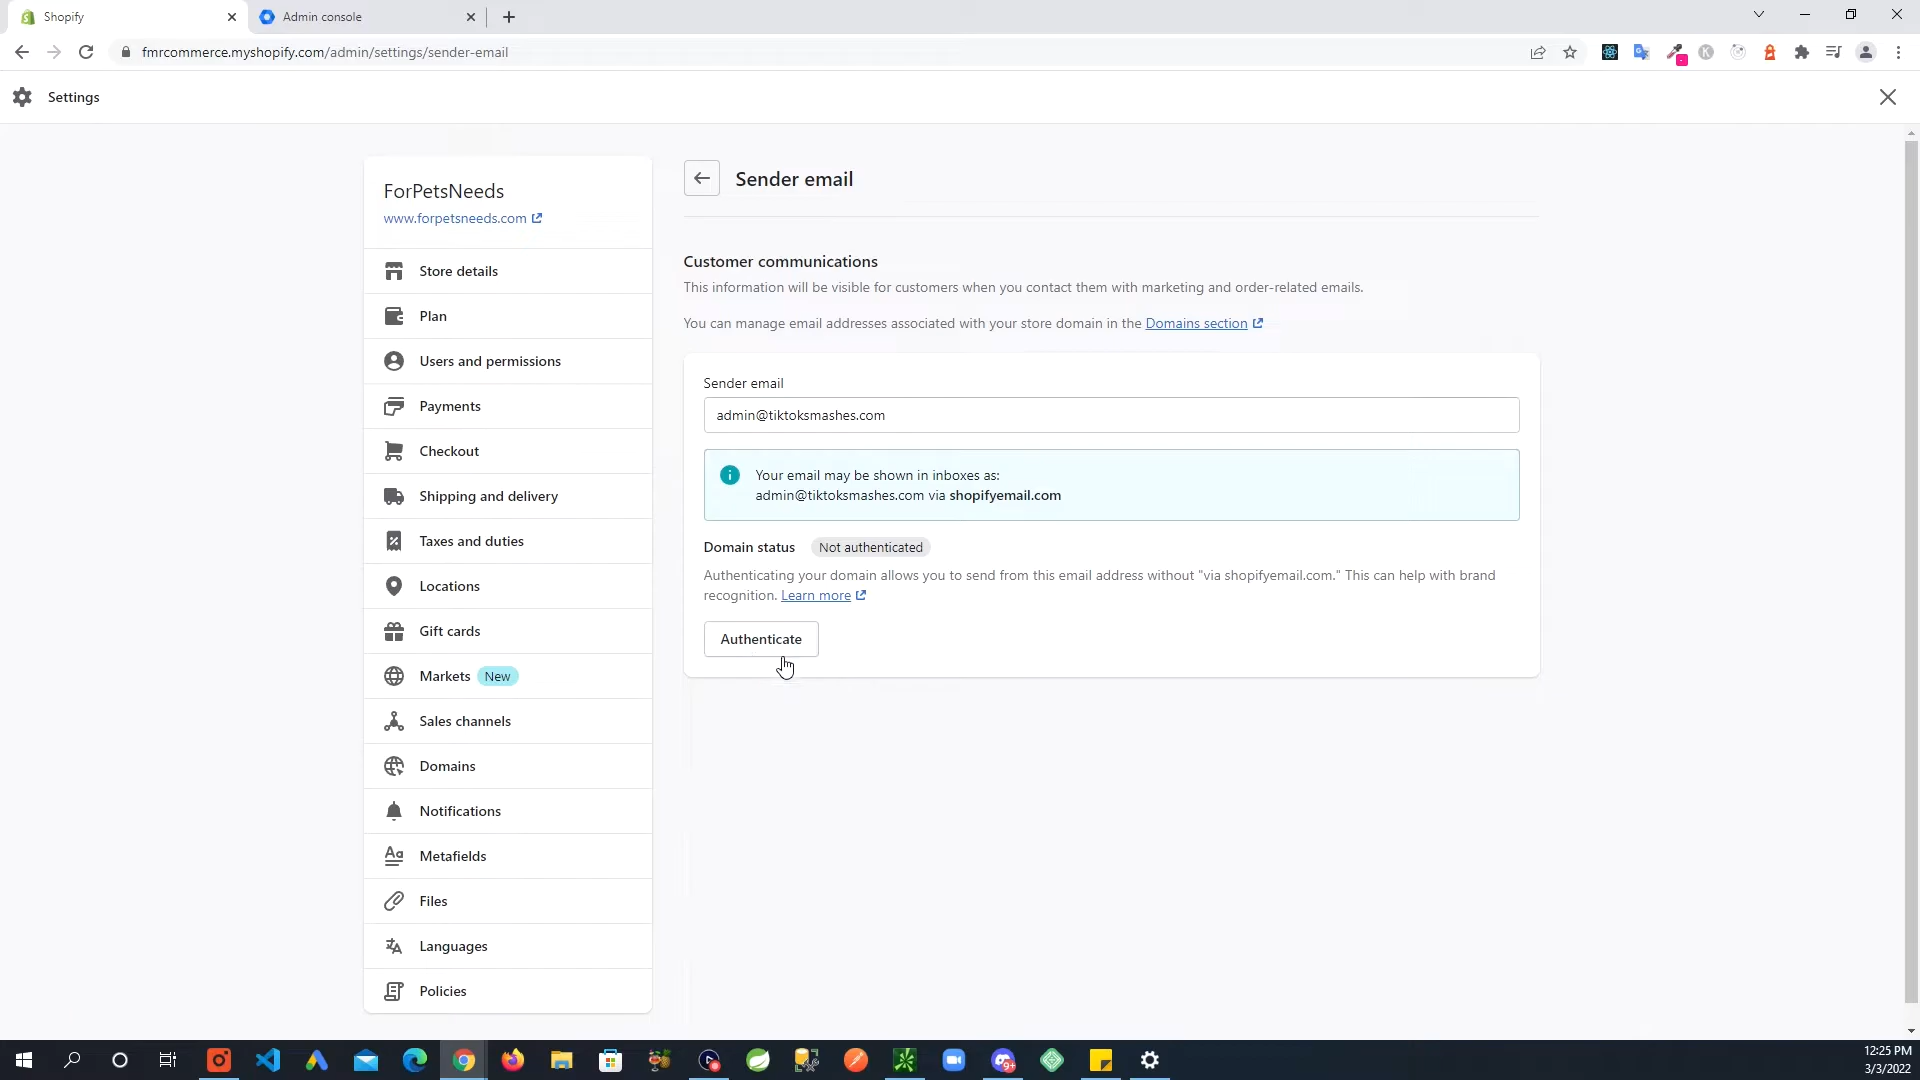 Shopify
Admin console
fmrcommerce.myshopify.com/admin/settings/sender-email
Settings
ForPetsNeeds
www.forpetsneeds.com
Store details
Plan
Users and permissions
Payments
Checkout
Shipping and delivery
Taxes and duties
Locations
Gift cards
Markets New
Sales channels
Domains
Notifications
Metafields
Files
Languages
Policies
Sender email
Customer communications
This information will be visible for customers when you contact them with marketing and order-related emails.
You can manage email addresses associated with your store domain in the Domains section
Sender email
admin@tiktoksmashes.com
Your email may be shown in inboxes as:
admin@tiktoksmashes.com via shopifyemail.com
Domain status Not authenticated
Authenticating your domain allows you to send from this email address without "via shopifyemail.com." This can help with brand
recognition. Learn more
Authenticate
12:25 PM
3/3/2022